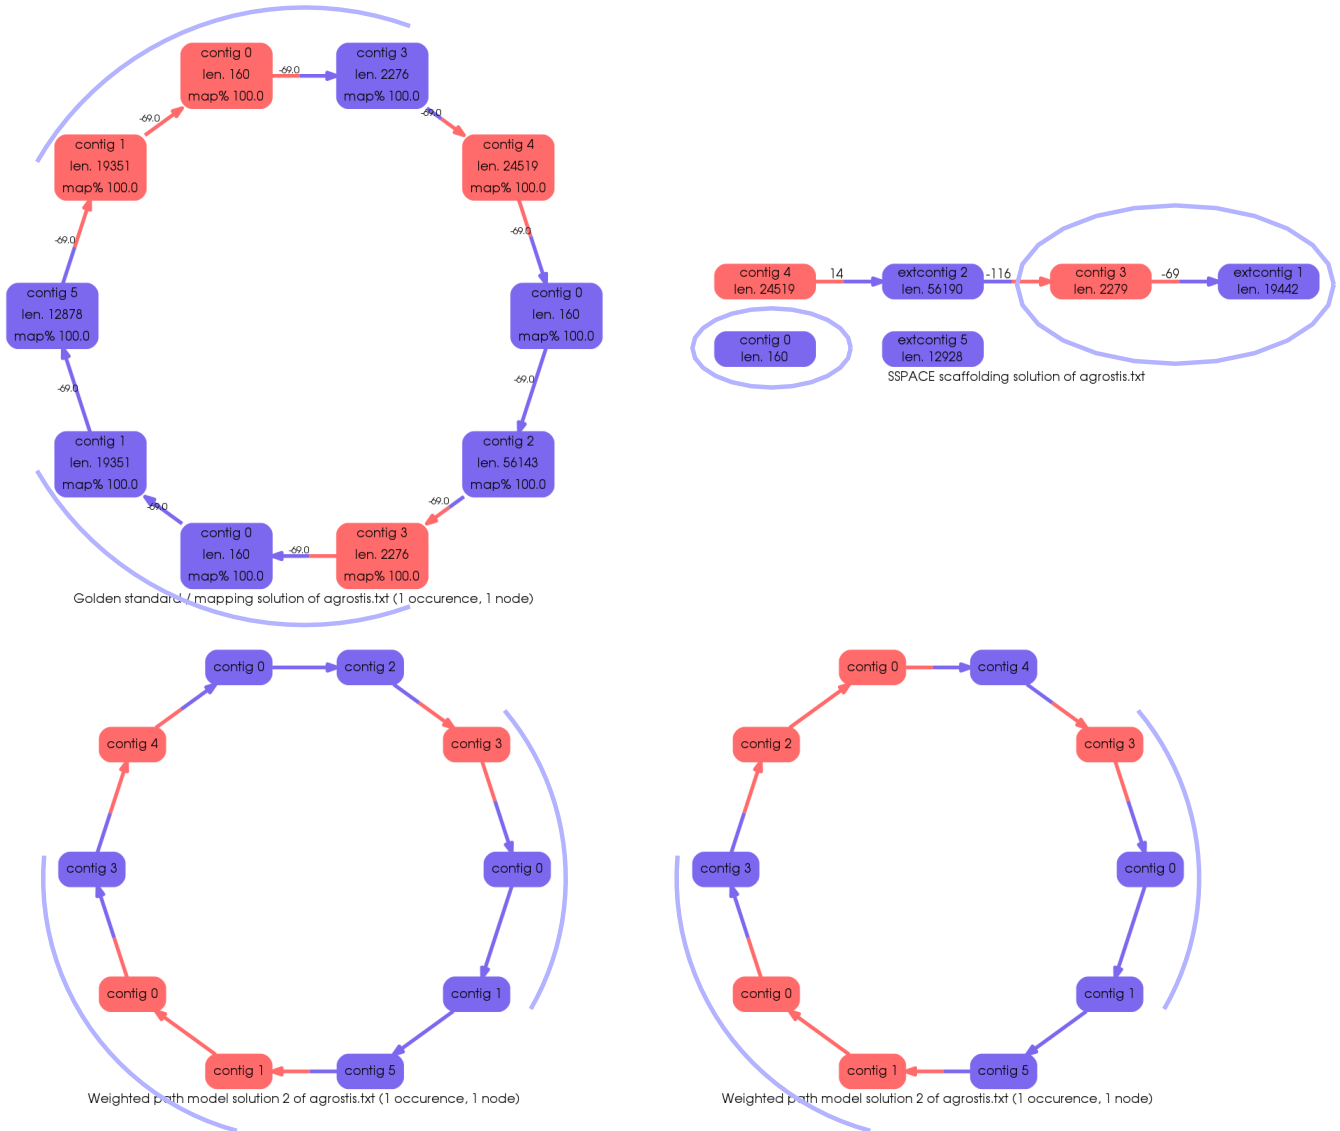 contig 0
len. 160
map% 100.0
-69.0
contig 3
len. 2276
map% 100.0
-69.0
contig 4
len. 24519
map% 100.0
-69.0
contig 0
len. 160
map% 100.0
-69.0
contig 2
len. 56143
map% 100.0
-69.0
contig 3
len. 2276
map% 100.0
-69.0
contig 0
len. 160
map% 100.0
-69.0
contig 1
len. 19351
map% 100.0
-69.0
contig 5
len. 12878
map% 100.0
-69.0
contig 1
len. 19351
map% 100.0
-69.0
Golden standard / mapping solution of agrostis.txt (1 occurence, 1 node)
contig 4
len. 24519
14
extcontig 2
len. 56190
-116
contig 3
len. 2279
-69
extcontig 1
len. 19442
contig 0
len. 160
extcontig 5
len. 12928
SSPACE scaffolding solution of agrostis.txt
contig 0
contig 2
contig 3
contig 0
contig 1
contig 5
contig 1
contig 0
contig 3
contig 4
Weighted path model solution 2 of agrostis.txt (1 occurence, 1 node)
contig 0
contig 4
contig 3
contig 0
contig 1
contig 5
contig 1
contig 0
contig 3
contig 2
Weighted path model solution 2 of agrostis.txt (1 occurence, 1 node)